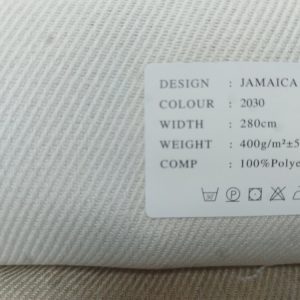 DESIGN : JAMAICA
COLOUR : 2030
WIDTH : 280cm
WEIGHT : 400g/m²±5
COMP : 100%Polye